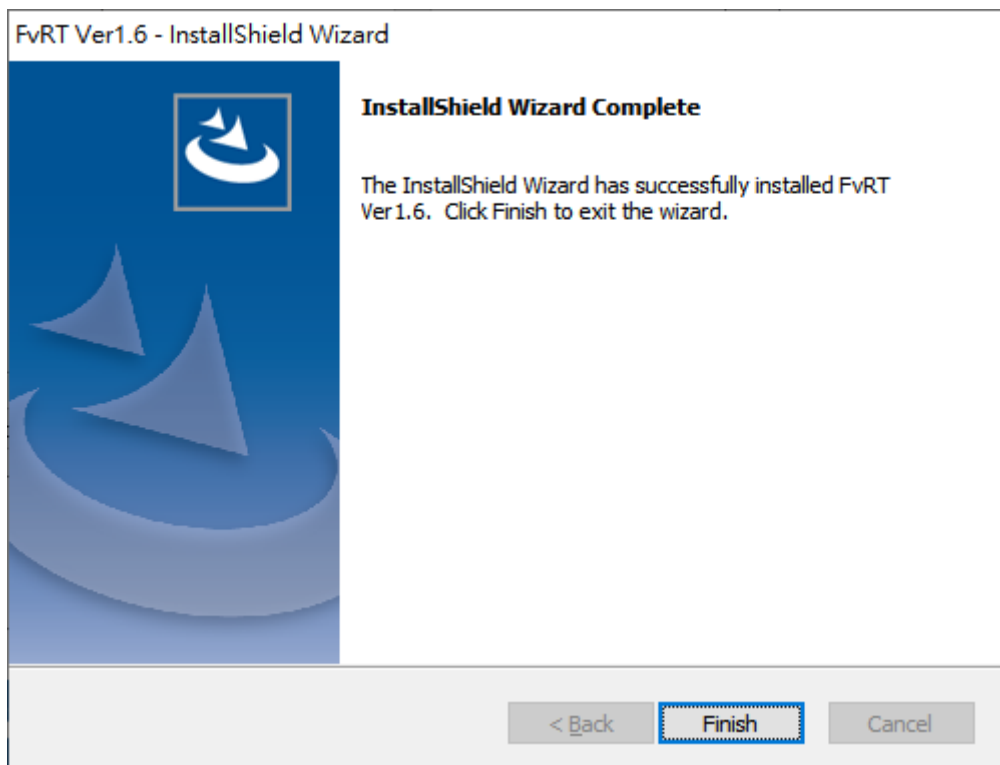 FvRT Ver1.6 - InstallShield Wizard
InstallShield Wizard Complete
The InstallShield Wizard has successfully installed FvRT
Ver1.6.  Click Finish to exit the wizard.
< Back
Finish
Cancel